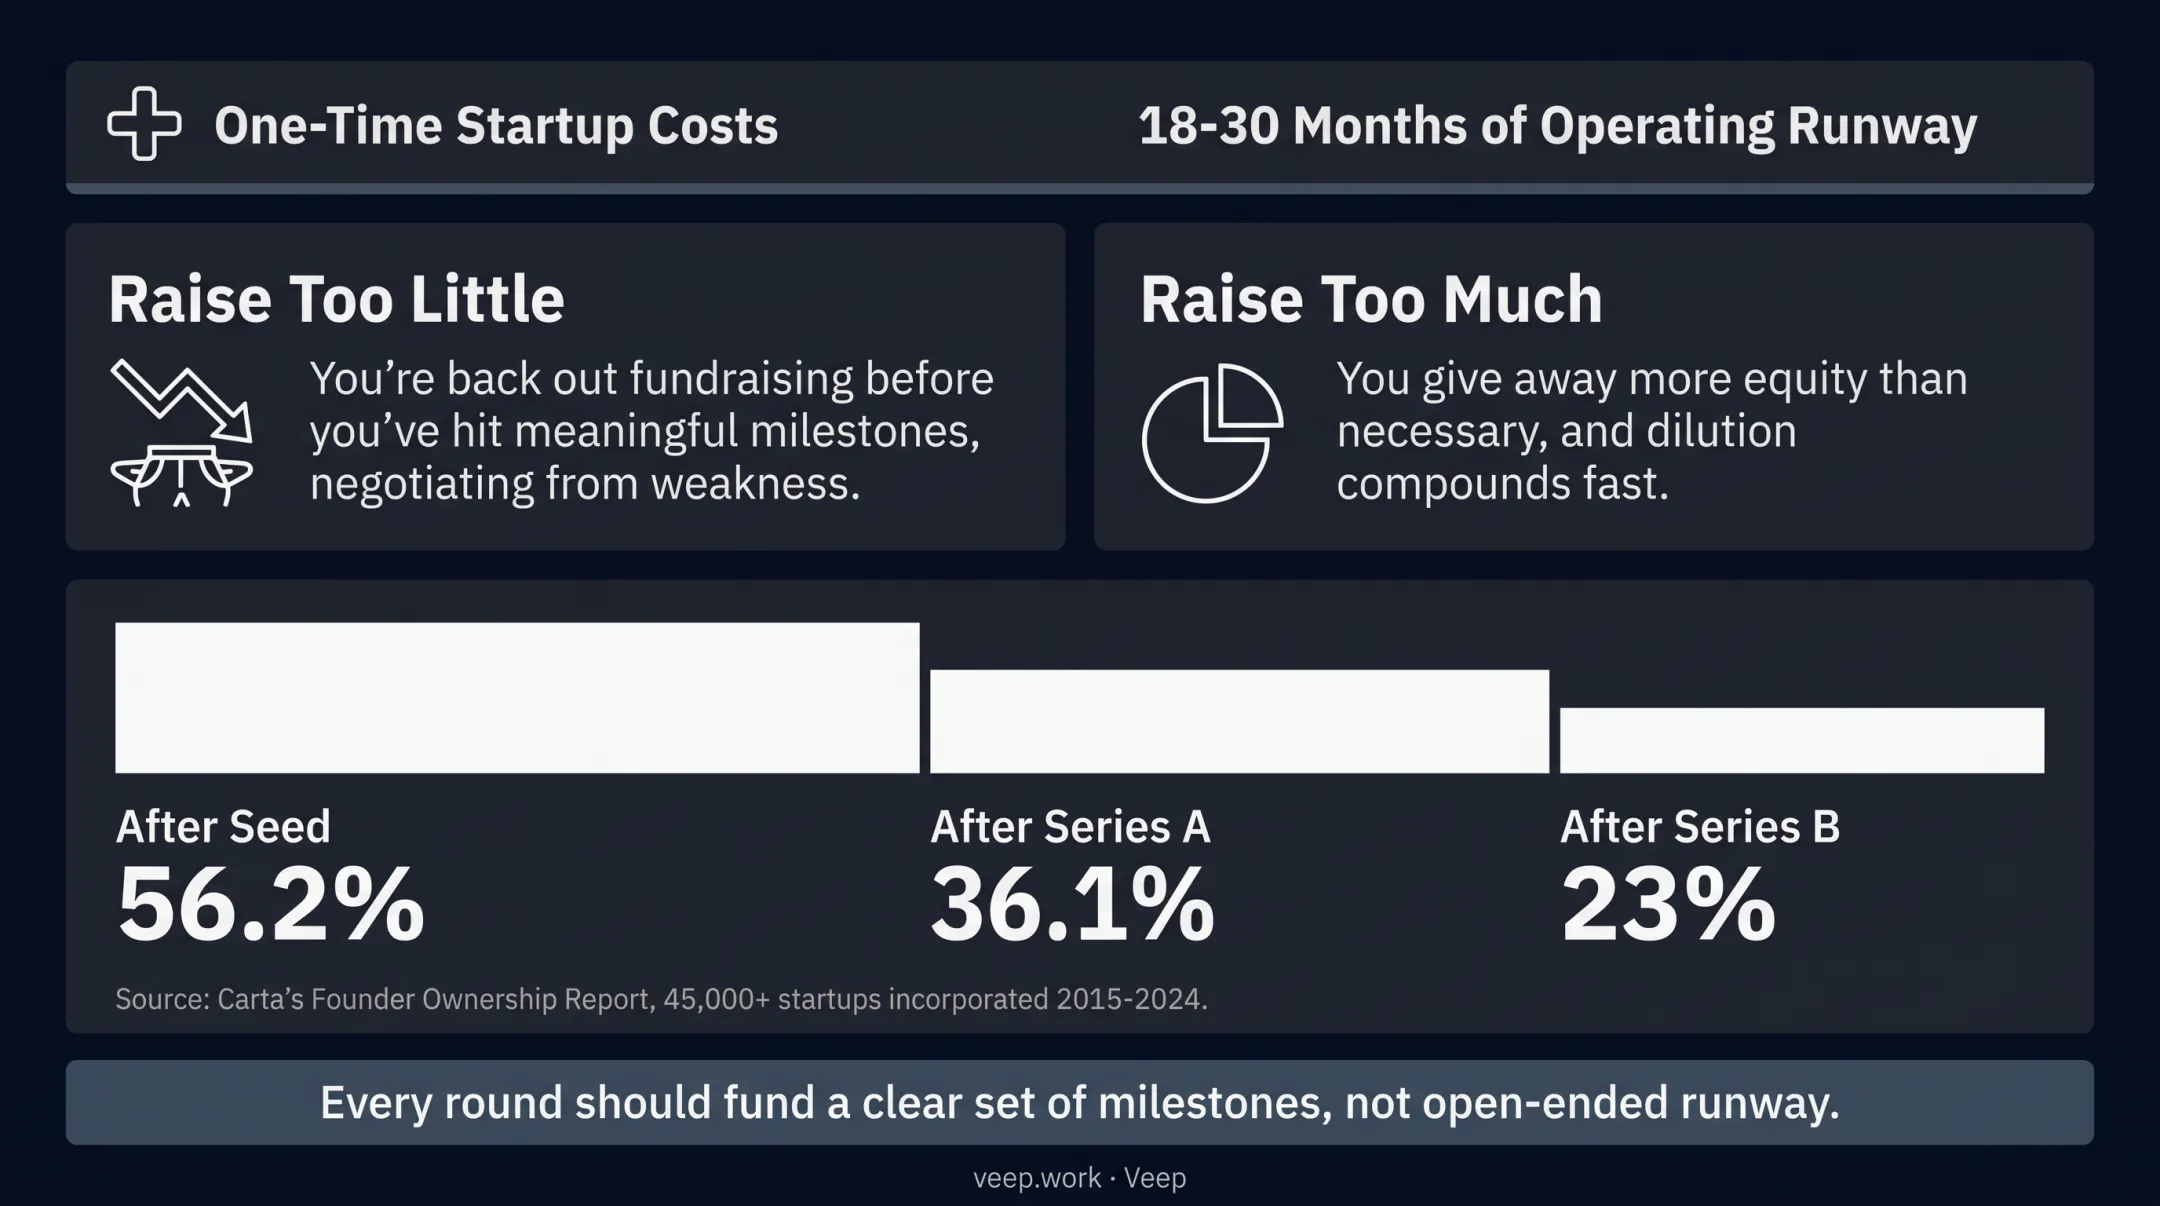 One-Time Startup Costs
18-30 Months of Operating Runway
Raise Too Little
You’re back out fundraising before
you’ve hit meaningful milestones,
negotiating from weakness.
Raise Too Much
You give away more equity than
necessary, and dilution
compounds fast.
After Seed
56.2%
After Series A
36.1%
After Series B
23%
Source: Carta’s Founder Ownership Report, 45,000+ startups incorporated 2015-2024.
Every round should fund a clear set of milestones, not open-ended runway.
veep.work · Veep